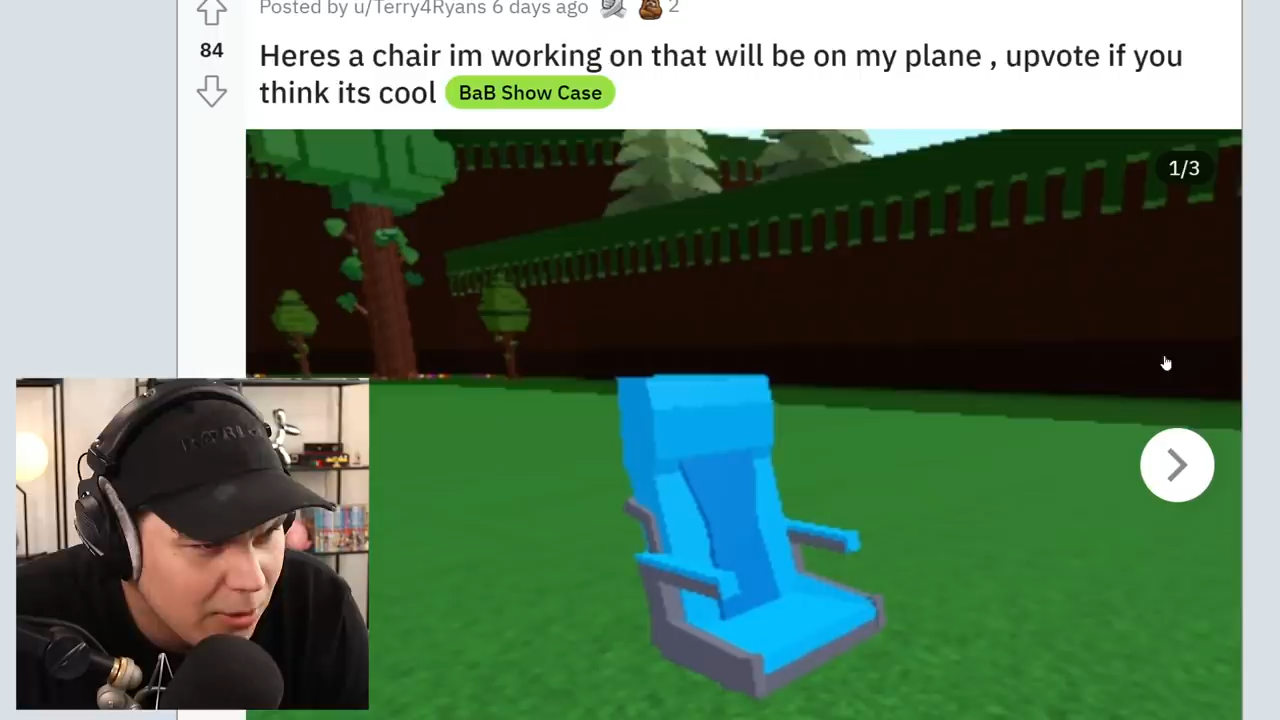 Posted by u/Terry4Ryans 6 days ago 2
84
Heres a chair im working on that will be on my plane , upvote if you
think its cool BaB Show Case
1/3